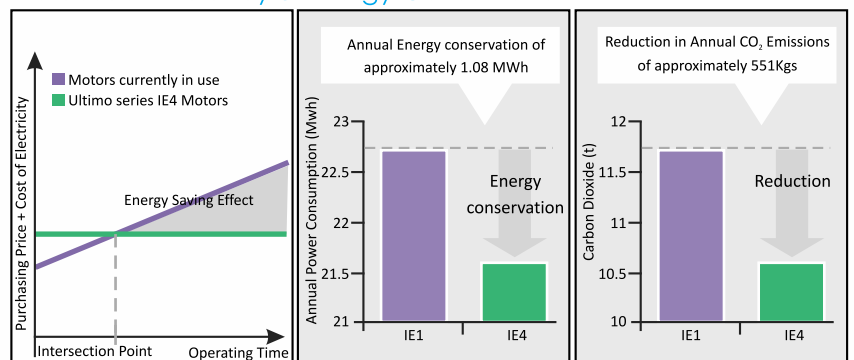 Purchasing Price + Cost of Electricity
Motors currently in use
Ultimo series IE4 Motors
Energy Saving Effect
Intersection Point
Operating Time
Annual Energy conservation of
approximately 1.08 MWh
Annual Power Consumption (Mwh)
23
22.5
22
21.5
21
Energy
conservation
IE1
IE4
Reduction in Annual CO₂ Emissions
of approximately 551Kgs
Carbon Dioxide (t)
12
11.5
11
10.5
10
Reduction
IE1
IE4